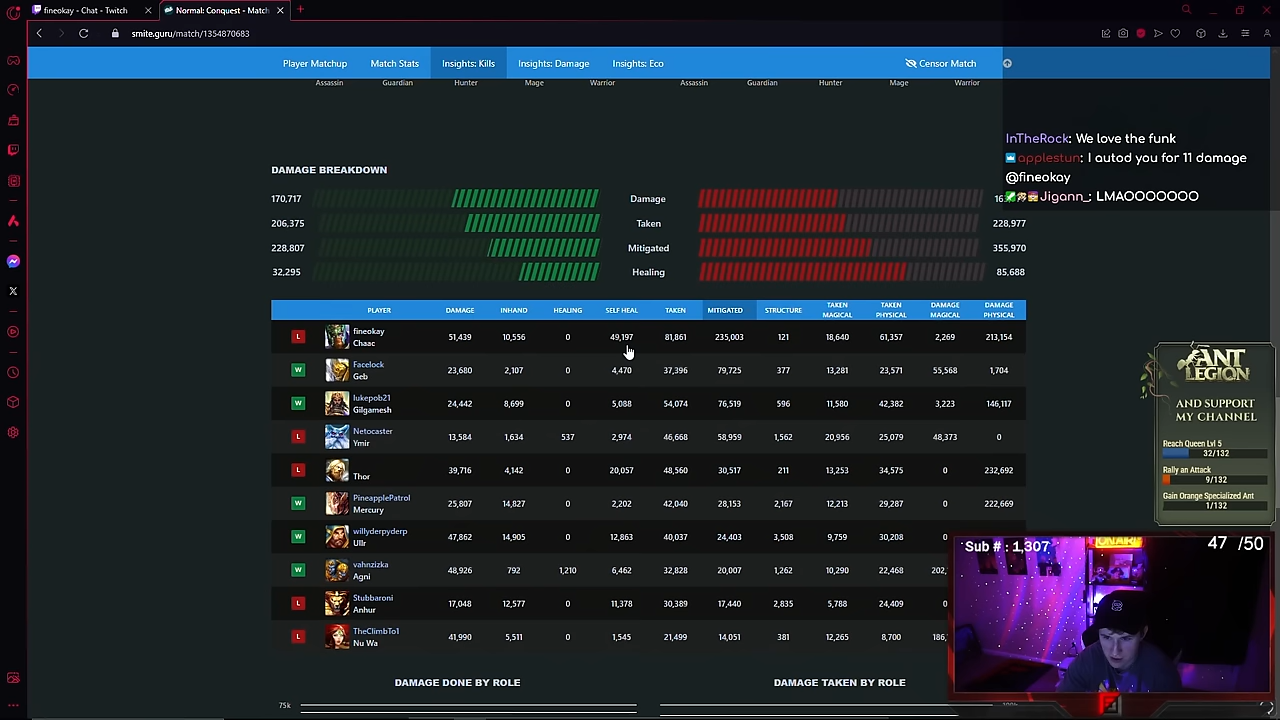 fineokay - Chat - Twitch
Normal: Conquest - Match
smite.guru/match/1354870683
Player Matchup Match Stats Insights: Kills Insights: Damage Insights: Eco Censor Match
Assassin Guardian Hunter Mage Warrior Assassin Guardian Hunter Mage Warrior
InTheRock: We love the funk
applestun: I autod you for 11 damage
@fineokay
Jigann_: LMAOOOOOOO
DAMAGE BREAKDOWN
170,717 Damage
206,375 Taken 228,977
228,807 Mitigated 355,970
32,295 Healing 85,688
PLAYER DAMAGE INHAND HEALING SELF HEAL TAKEN MITIGATED STRUCTURE TAKEN MAGICAL TAKEN PHYSICAL DAMAGE MAGICAL DAMAGE PHYSICAL
L fineokay Chaac 51,439 10,556 0 49,197 81,861 235,003 121 18,640 61,357 2,269 213,154
W Facelock Geb 23,680 2,107 0 4,470 37,396 79,725 377 13,281 23,571 55,568 1,704
W lukepob21 Gilgamesh 24,442 8,699 0 5,088 54,074 76,519 596 11,580 42,382 3,223 146,117
L Netocaster Ymir 13,584 1,634 537 2,974 46,668 58,959 1,562 20,956 25,079 48,373 0
L Thor 39,716 4,142 0 20,057 48,560 30,517 211 13,253 34,575 0 232,692
W PineapplePatrol Mercury 25,807 14,827 0 2,202 42,040 28,153 2,167 12,213 29,287 0 222,669
W willyderpyderp Ullr 47,862 14,905 0 12,863 40,037 24,403 3,508 9,759 30,208 0
W vahnzizka Agni 48,926 792 1,210 6,462 32,828 20,007 1,262 10,290 22,468 202,
L Stubbaroni Anhur 17,048 12,577 0 11,378 30,389 17,440 2,835 5,788 24,409 0
L TheClimbTo1 Nu Wa 41,990 5,511 0 1,545 21,499 14,051 381 12,265 8,700 186,
DAMAGE DONE BY ROLE DAMAGE TAKEN BY ROLE
75k
ANT
LEGION
AND SUPPORT
MY CHANNEL
Reach Queen Lvl 5
32/132
Rally an Attack
9/132
Gain Orange Specialized Ant
1/132
Sub # : 1,307 47 /50